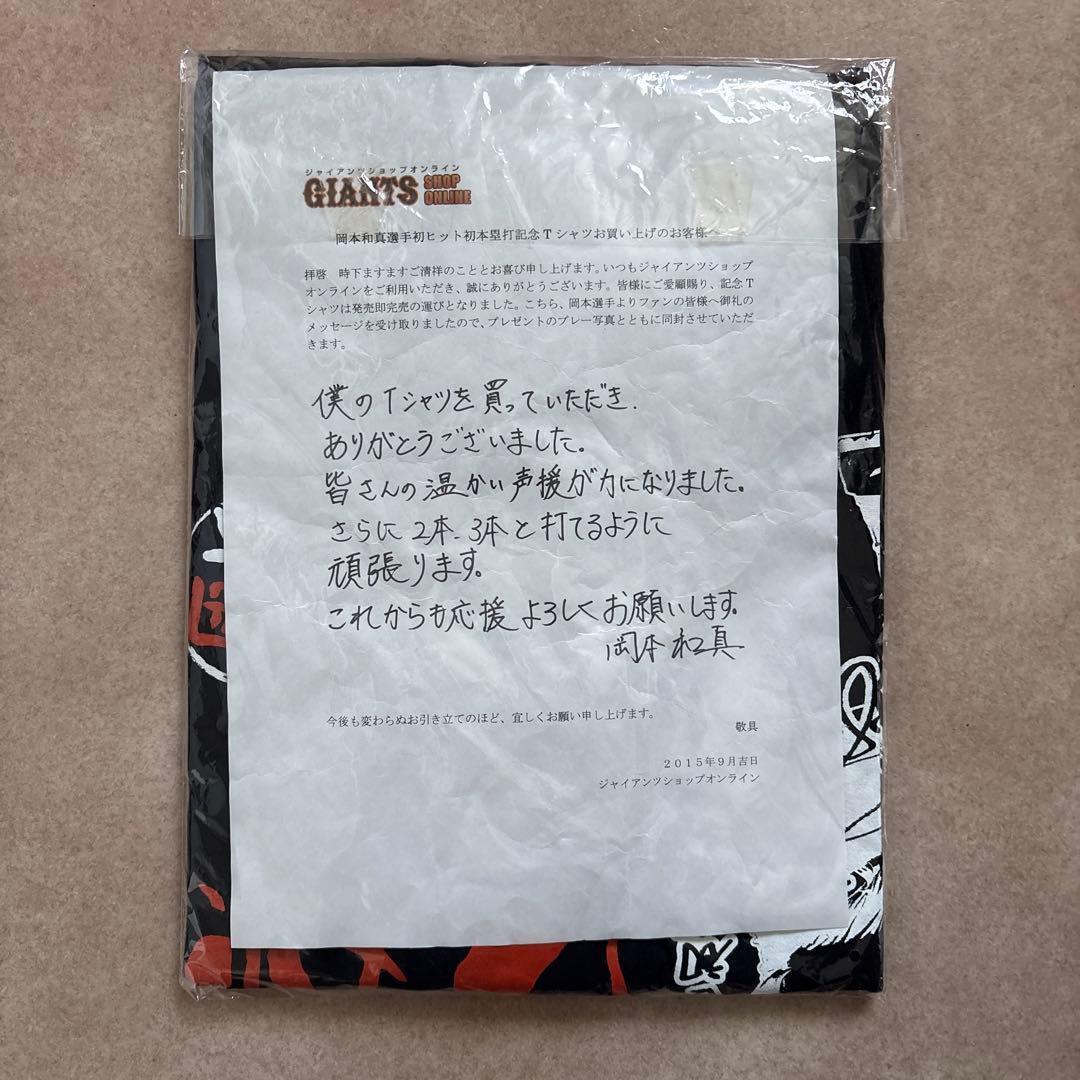 ジャイアンツショップオンライン
GIANTS SHOP ONLINE
岡本和真選手初ヒット初本塁打記念Tシャツお買い上げのお客様へ
拝啓　時下ますますご清祥のこととお喜び申し上げます。いつもジャイアンツショップ
オンラインをご利用いただき、誠にありがとうございます。皆様にご愛顧賜り、記念T
シャツは発売即完売の運びとなりました。こちら、岡本選手よりファンの皆様へ御礼の
メッセージを受け取りましたので、プレゼントのプレー写真とともに同封させていただ
きます。
僕のTシャツを買っていただき.
ありがとうございました。
皆さんの温かい声援が力になりました。
さらに2本、3本と打てるように
頑張ります。
これからも応援よろしくお願いします。
岡本和真
今後も変わらぬお引き立てのほど、宜しくお願い申し上げます。
敬具
２０１５年９月吉日
ジャイアンツショップオンライン